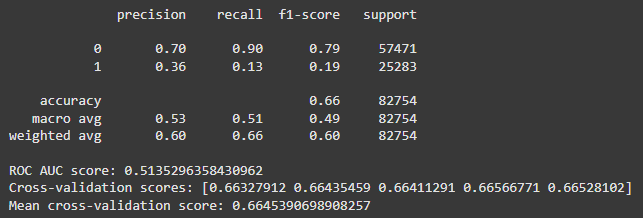 precision recall f1-score support
0 0.70 0.90 0.79 57471
1 0.36 0.13 0.19 25283
accuracy 0.66 82754
macro avg 0.53 0.51 0.49 82754
weighted avg 0.60 0.66 0.60 82754
ROC AUC score: 0.5135296358430962
Cross-validation scores: [0.66327912 0.66435459 0.66411291 0.66566771 0.66528102]
Mean cross-validation score: 0.6645390698908257